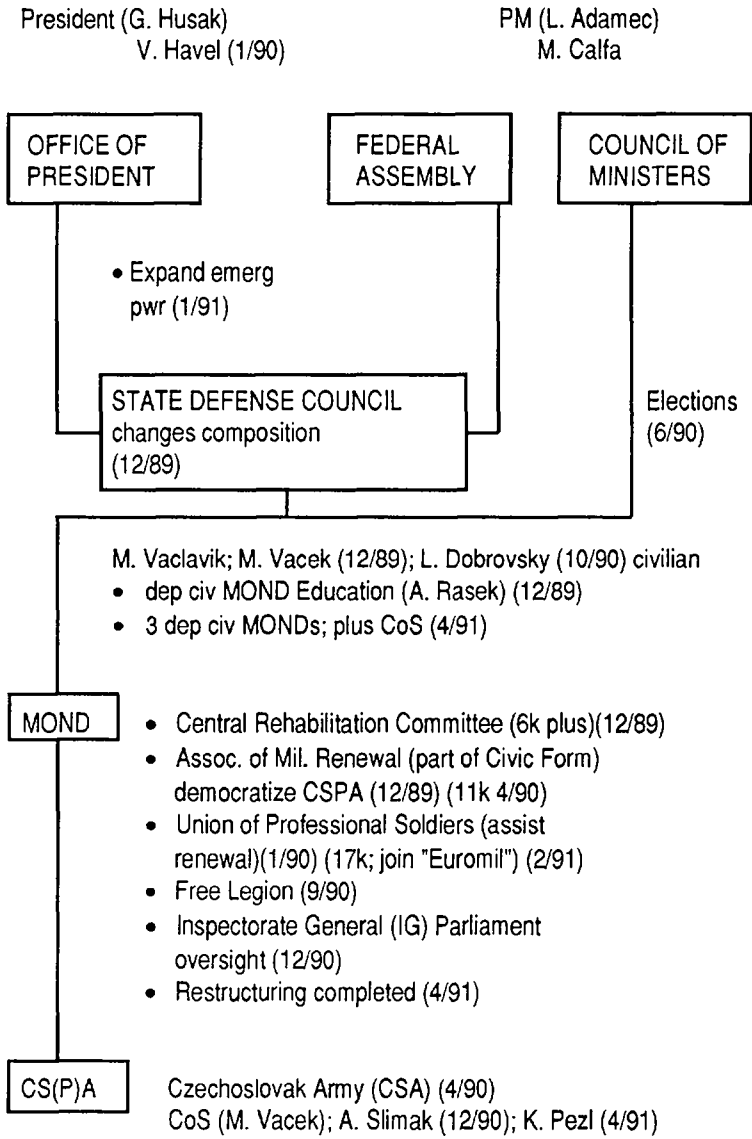 President (G. Husak)
V. Havel (1/90)
PM (L. Adamec)
M. Calfa
OFFICE OF
PRESIDENT
FEDERAL
ASSEMBLY
COUNCIL OF
MINISTERS
• Expand emerg
pwr (1/91)
STATE DEFENSE COUNCIL
changes composition
(12/89)
Elections
(6/90)
M. Vaclavik; M. Vacek (12/89); L. Dobrovsky (10/90) civilian
• dep civ MOND Education (A. Rasek) (12/89)
• 3 dep civ MONDs; plus CoS (4/91)
MOND
• Central Rehabilitation Committee (6k plus)(12/89)
• Assoc. of Mil. Renewal (part of Civic Form)
democratize CSPA (12/89) (11k 4/90)
• Union of Professional Soldiers (assist
renewal)(1/90) (17k; join "Euromil") (2/91)
• Free Legion (9/90)
• Inspectorate General (IG) Parliament
oversight (12/90)
• Restructuring completed (4/91)
CS(P)A
Czechoslovak Army (CSA) (4/90)
CoS (M. Vacek); A. Slimak (12/90); K. Pezl (4/91)